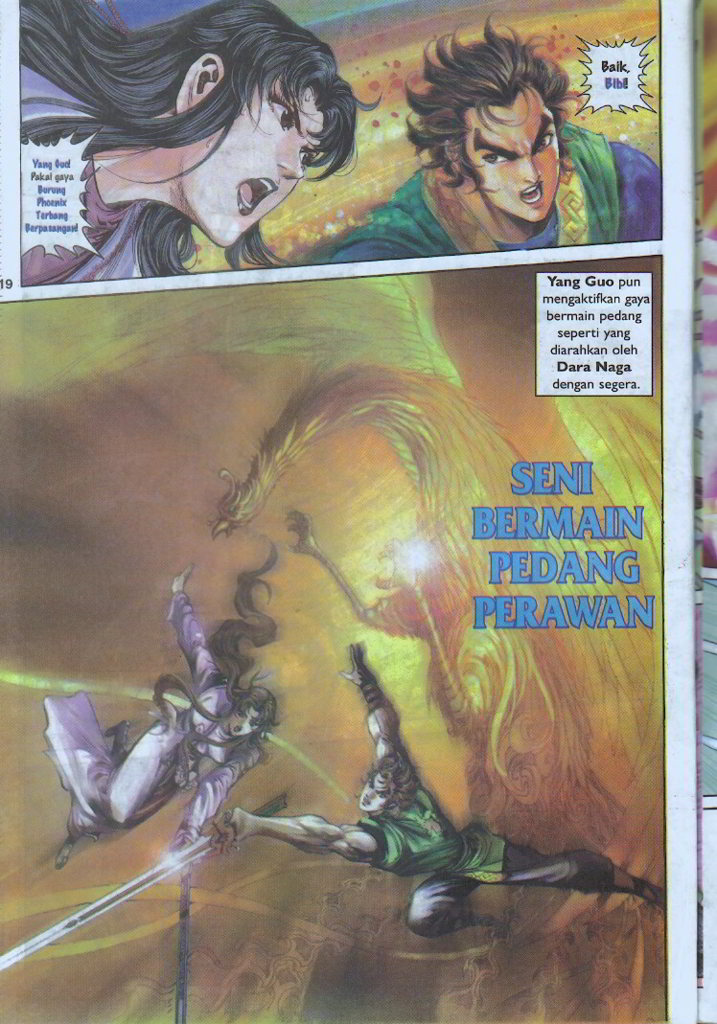 Baik,
Bibi!
Yang Guo!
Pakai gaya
Burung
Phoenix
Terbang
Berpasangan!
19
Yang Guo pun
mengaktifkan gaya
bermain pedang
seperti yang
diarahkan oleh
Dara Naga
dengan segera.
SENI
BERMAIN
PEDANG
PERAWAN